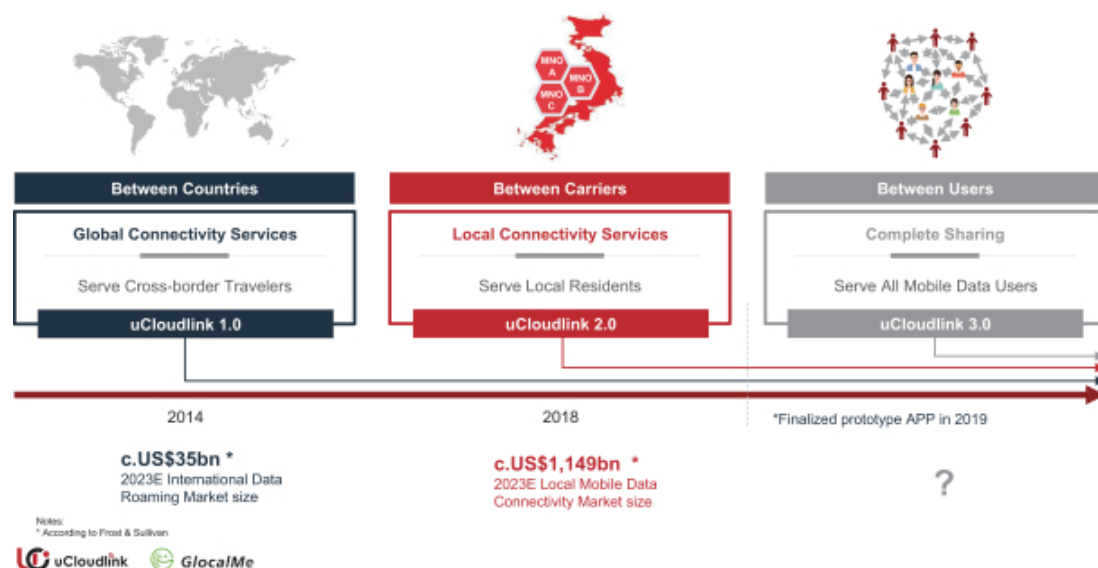 MNO
A
MNO
B
MNO
C
Between Countries
Global Connectivity Services
Serve Cross-border Travelers
uCloudlink 1.0
Between Carriers
Local Connectivity Services
Serve Local Residents
uCloudlink 2.0
Between Users
Complete Sharing
Serve All Mobile Data Users
uCloudlink 3.0
2014
2018
*Finalized prototype APP in 2019
c.US$35bn *
2023E International Data
Roaming Market size
c.US$1,149bn *
2023E Local Mobile Data
Connectivity Market size
?
Notes:
* According to Frost & Sullivan
uCloudlink
GlocalMe